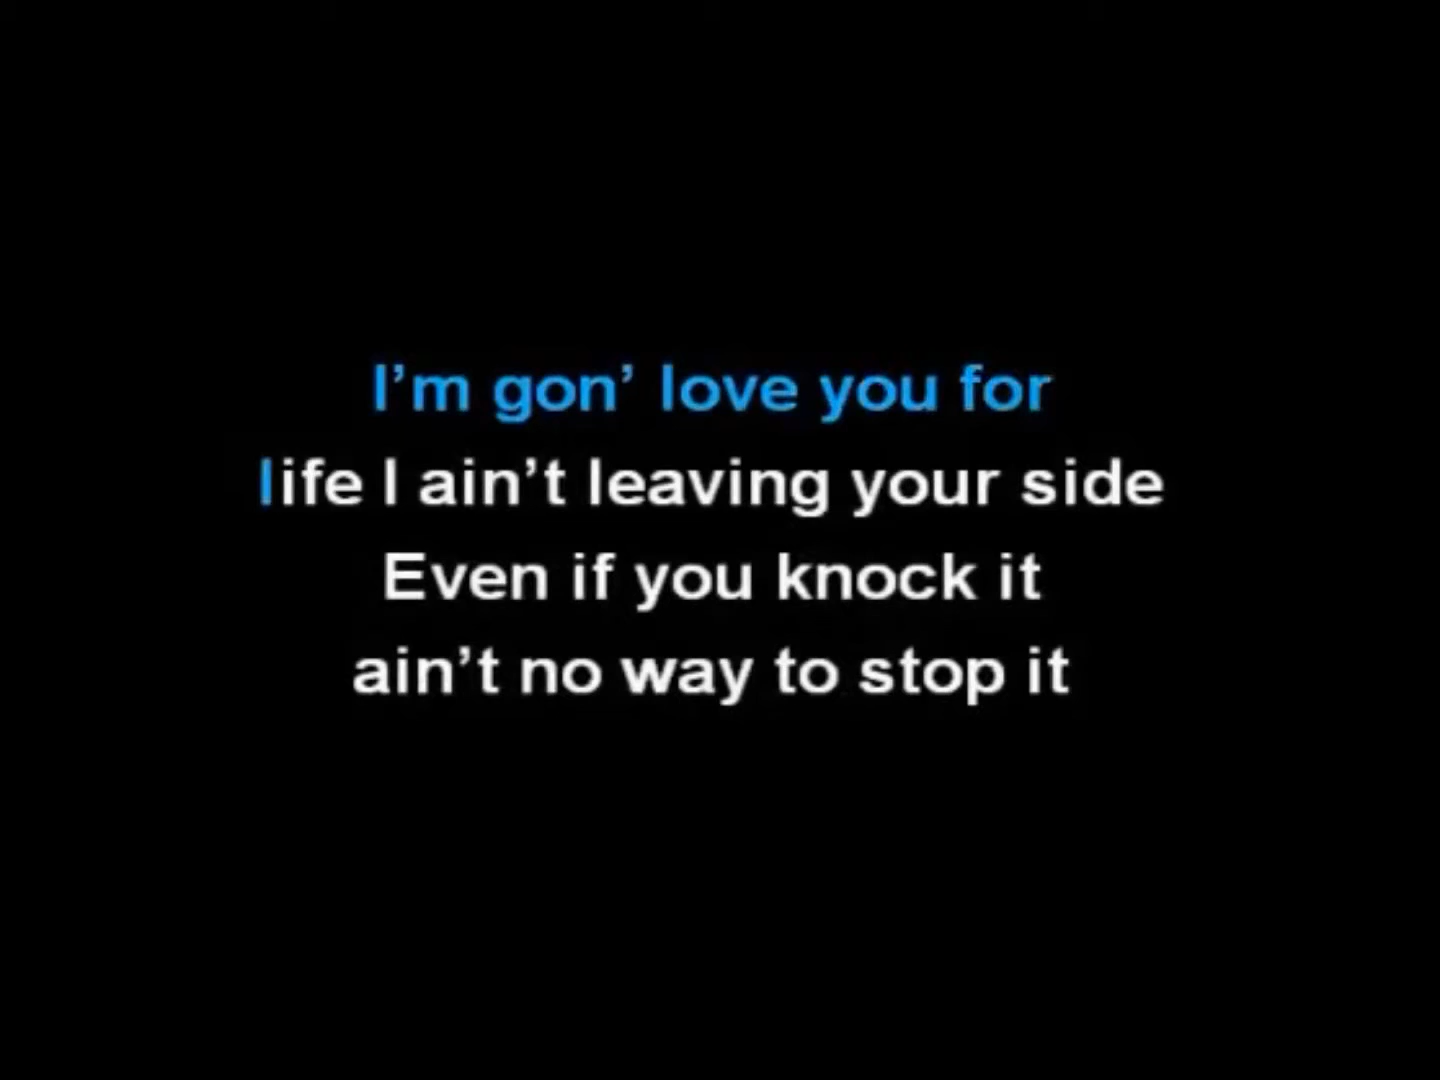 I’m gon’ love you for
life I ain’t leaving your side
Even if you knock it
ain’t no way to stop it